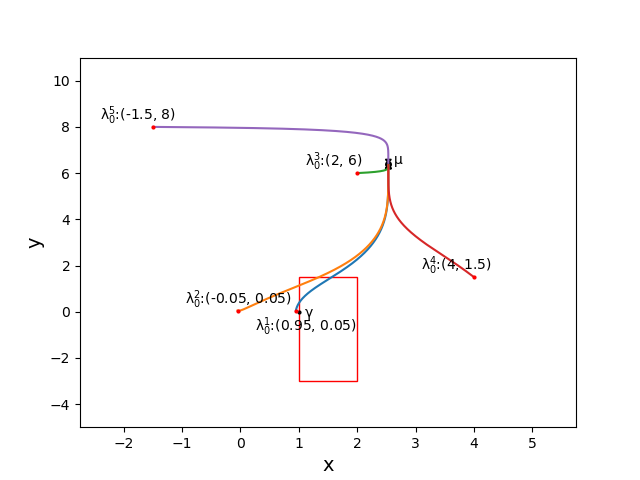 10
8
6
4
2
0
−2
−4
y
λ₀⁵:(-1.5, 8)
λ₀³:(2, 6)
μ
λ₀⁴:(4, 1.5)
λ₀²:(-0.05, 0.05)
γ
λ₀¹:(0.95, 0.05)
−2 −1 0 1 2 3 4 5
x